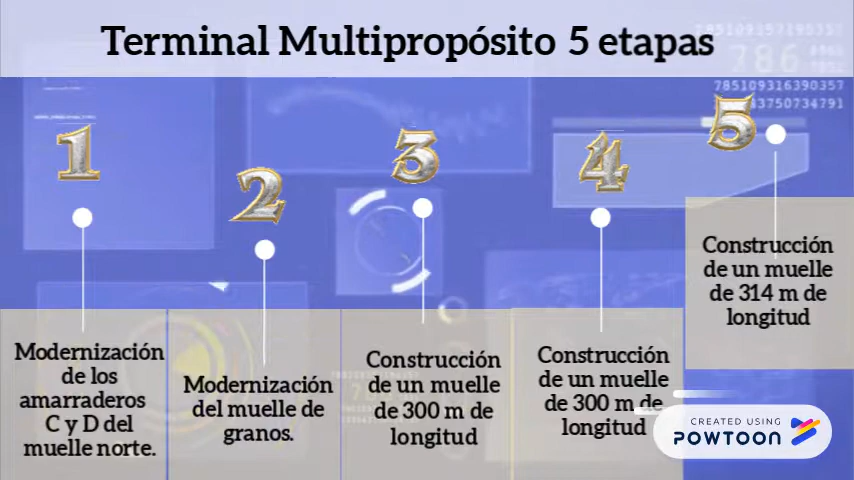 Terminal Multipropósito 5 etapas
785109316390357
1
Modernización
de los
amarraderos
C y D del
muelle norte.
2
Modernización
del muelle de
granos.
3
Construcción
de un muelle
de 300 m de
longitud
4
Construcción
de un muelle
de 300 m de
longitud
5
Construcción
de un muelle
de 314 m de
longitud
CREATED USING
POWTOON